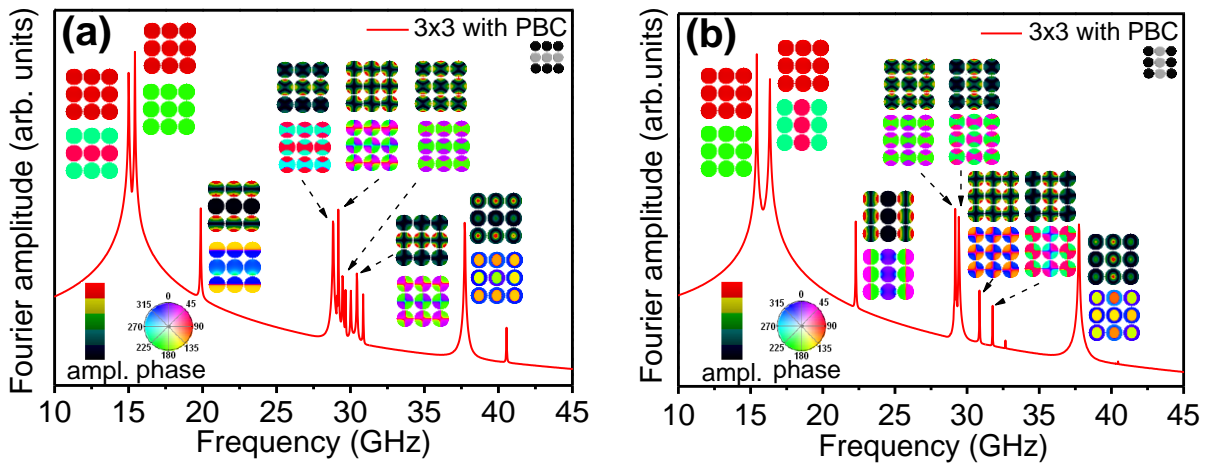 (a)
3x3 with PBC
Fourier amplitude (arb. units)
0
315 45
270 90
225 135
180
ampl. phase
10 15 20 25 30 35 40 45
Frequency (GHz)
(b)
3x3 with PBC
Fourier amplitude (arb. units)
0
315 45
270 90
225 135
180
ampl. phase
10 15 20 25 30 35 40 45
Frequency (GHz)